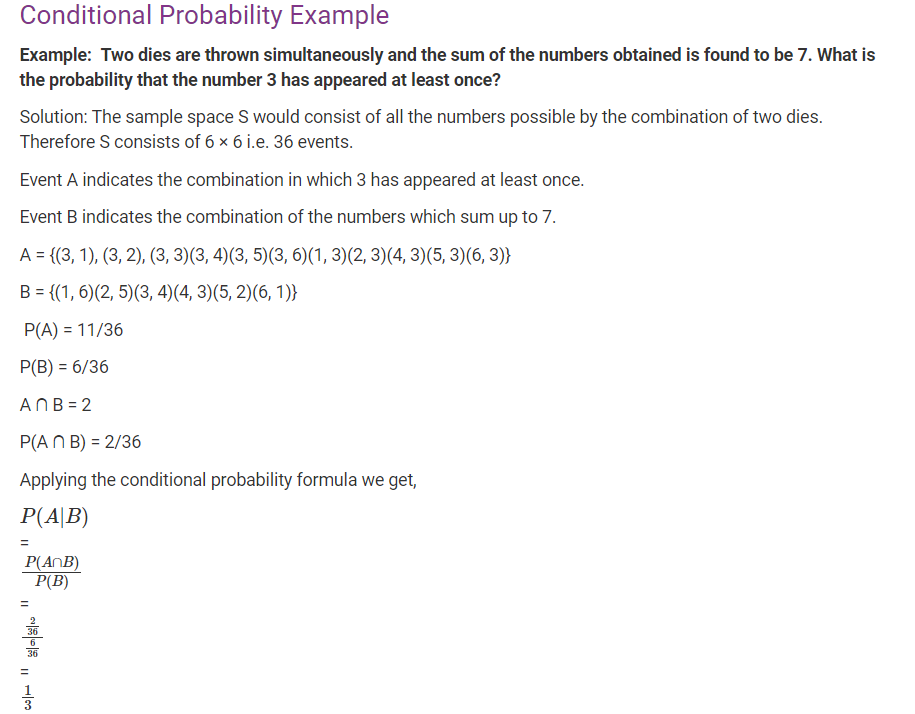 Conditional Probability Example
Example:  Two dies are thrown simultaneously and the sum of the numbers obtained is found to be 7. What is
the probability that the number 3 has appeared at least once?
Solution: The sample space S would consist of all the numbers possible by the combination of two dies.
Therefore S consists of 6 × 6 i.e. 36 events.
Event A indicates the combination in which 3 has appeared at least once.
Event B indicates the combination of the numbers which sum up to 7.
A = {(3, 1), (3, 2), (3, 3)(3, 4)(3, 5)(3, 6)(1, 3)(2, 3)(4, 3)(5, 3)(6, 3)}
B = {(1, 6)(2, 5)(3, 4)(4, 3)(5, 2)(6, 1)}
P(A) = 11/36
P(B) = 6/36
A ∩ B = 2
P(A ∩ B) = 2/36
Applying the conditional probability formula we get,
P(A|B)
=
P(A∩B)
P(B)
=
2
36
6
36
=
1
3